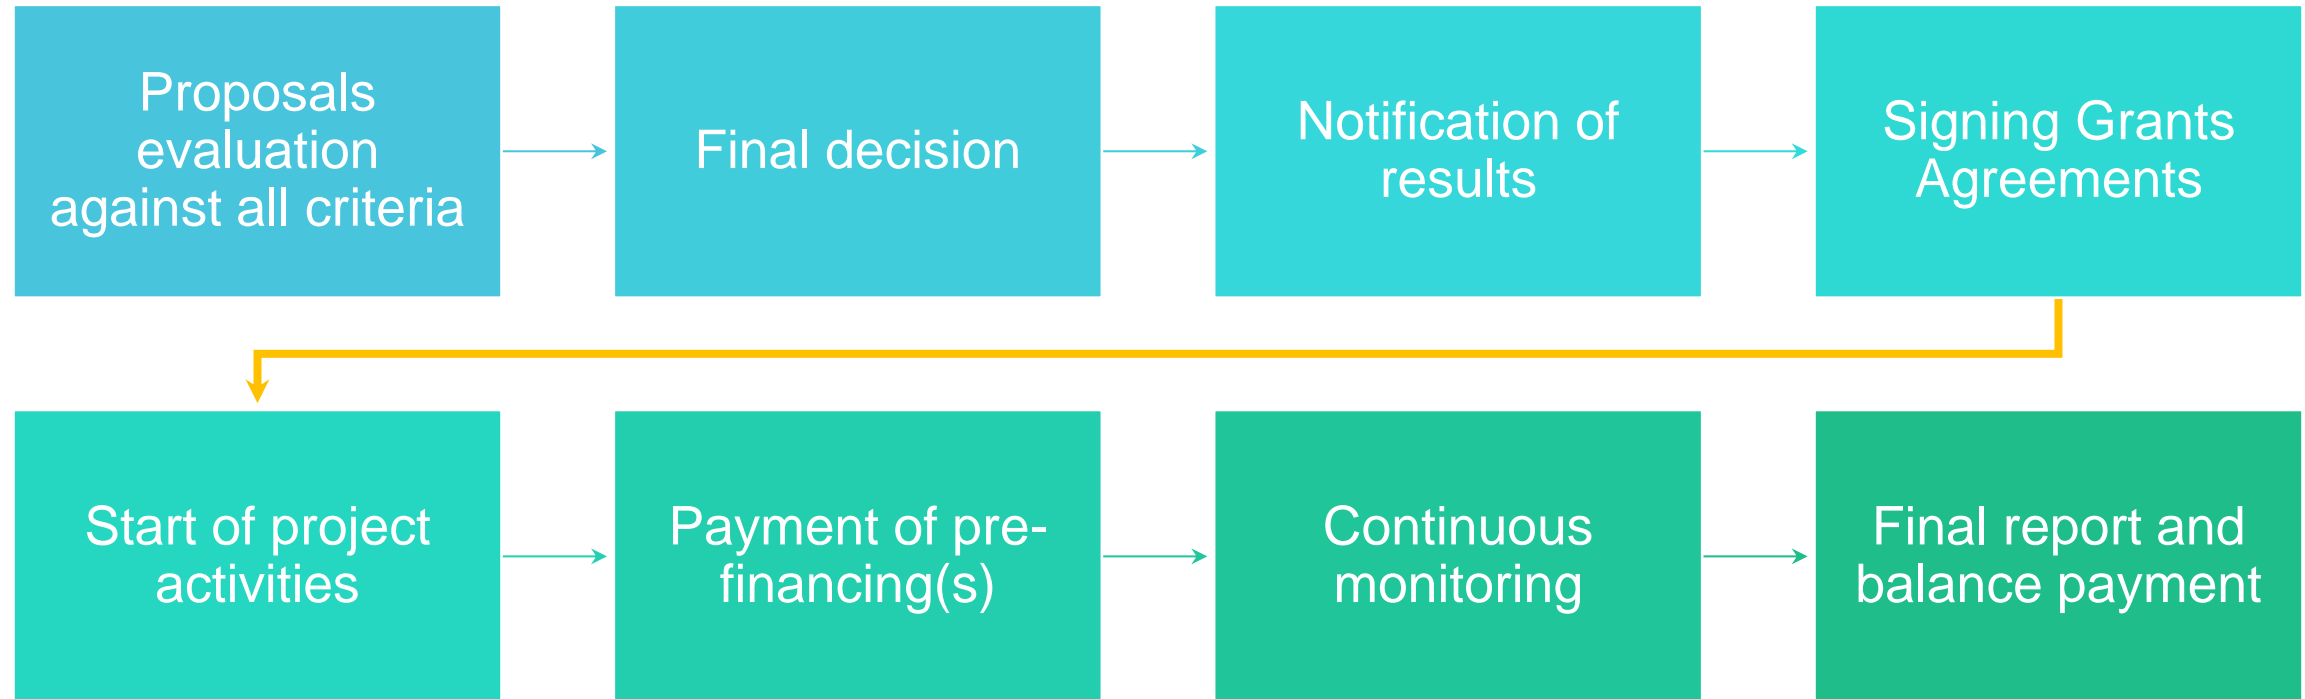 Proposals
evaluation
against all criteria
Final decision
Notification of
results
Signing Grants
Agreements
Start of project
activities
Payment of pre-
financing(s)
Continuous
monitoring
Final report and
balance payment